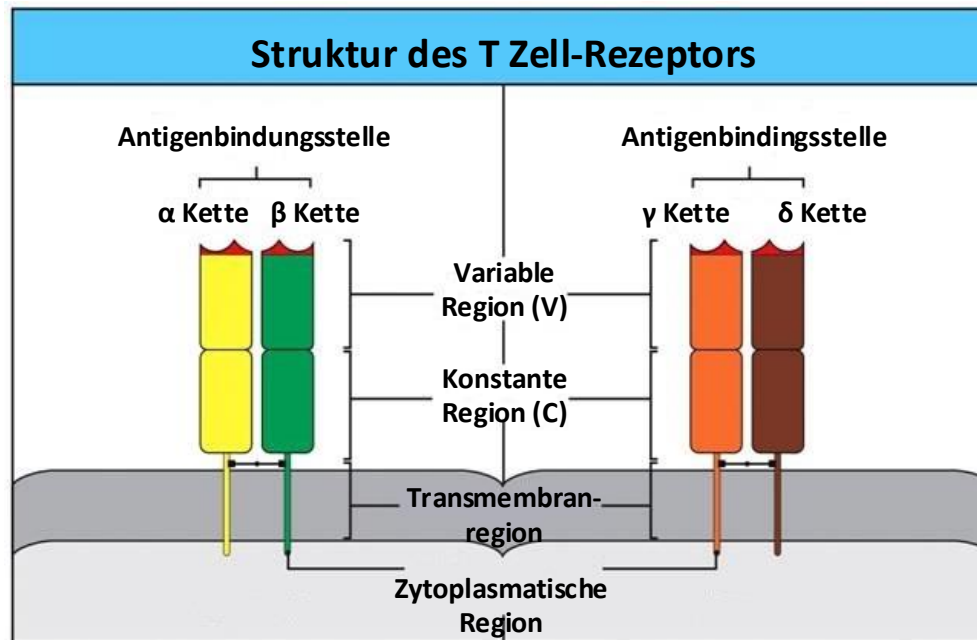 Struktur des T Zell-Rezeptors
Antigenbindungsstelle
Antigenbindingsstelle
α Kette
β Kette
γ Kette
δ Kette
Variable
Region (V)
Konstante
Region (C)
Transmembran-
region
Zytoplasmatische
Region